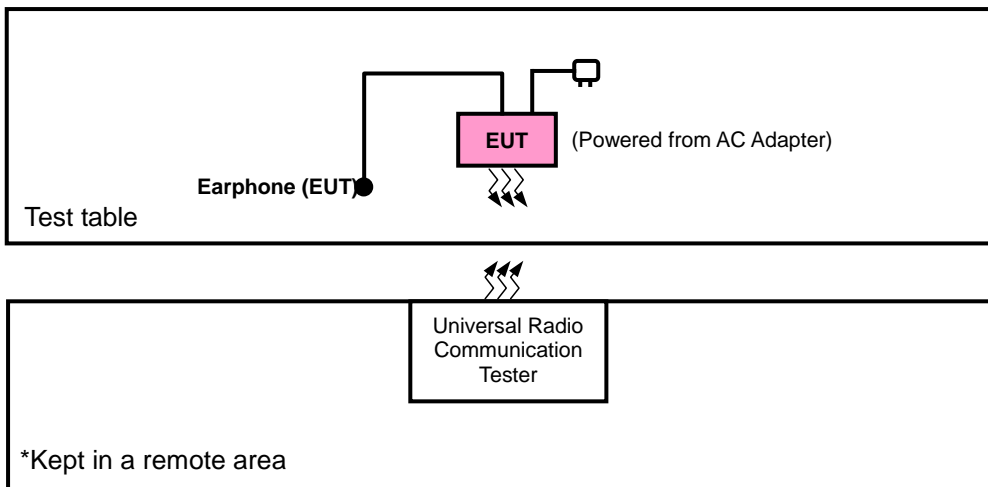 EUT
(Powered from AC Adapter)
Earphone (EUT)
Test table
Universal Radio
Communication
Tester
*Kept in a remote area